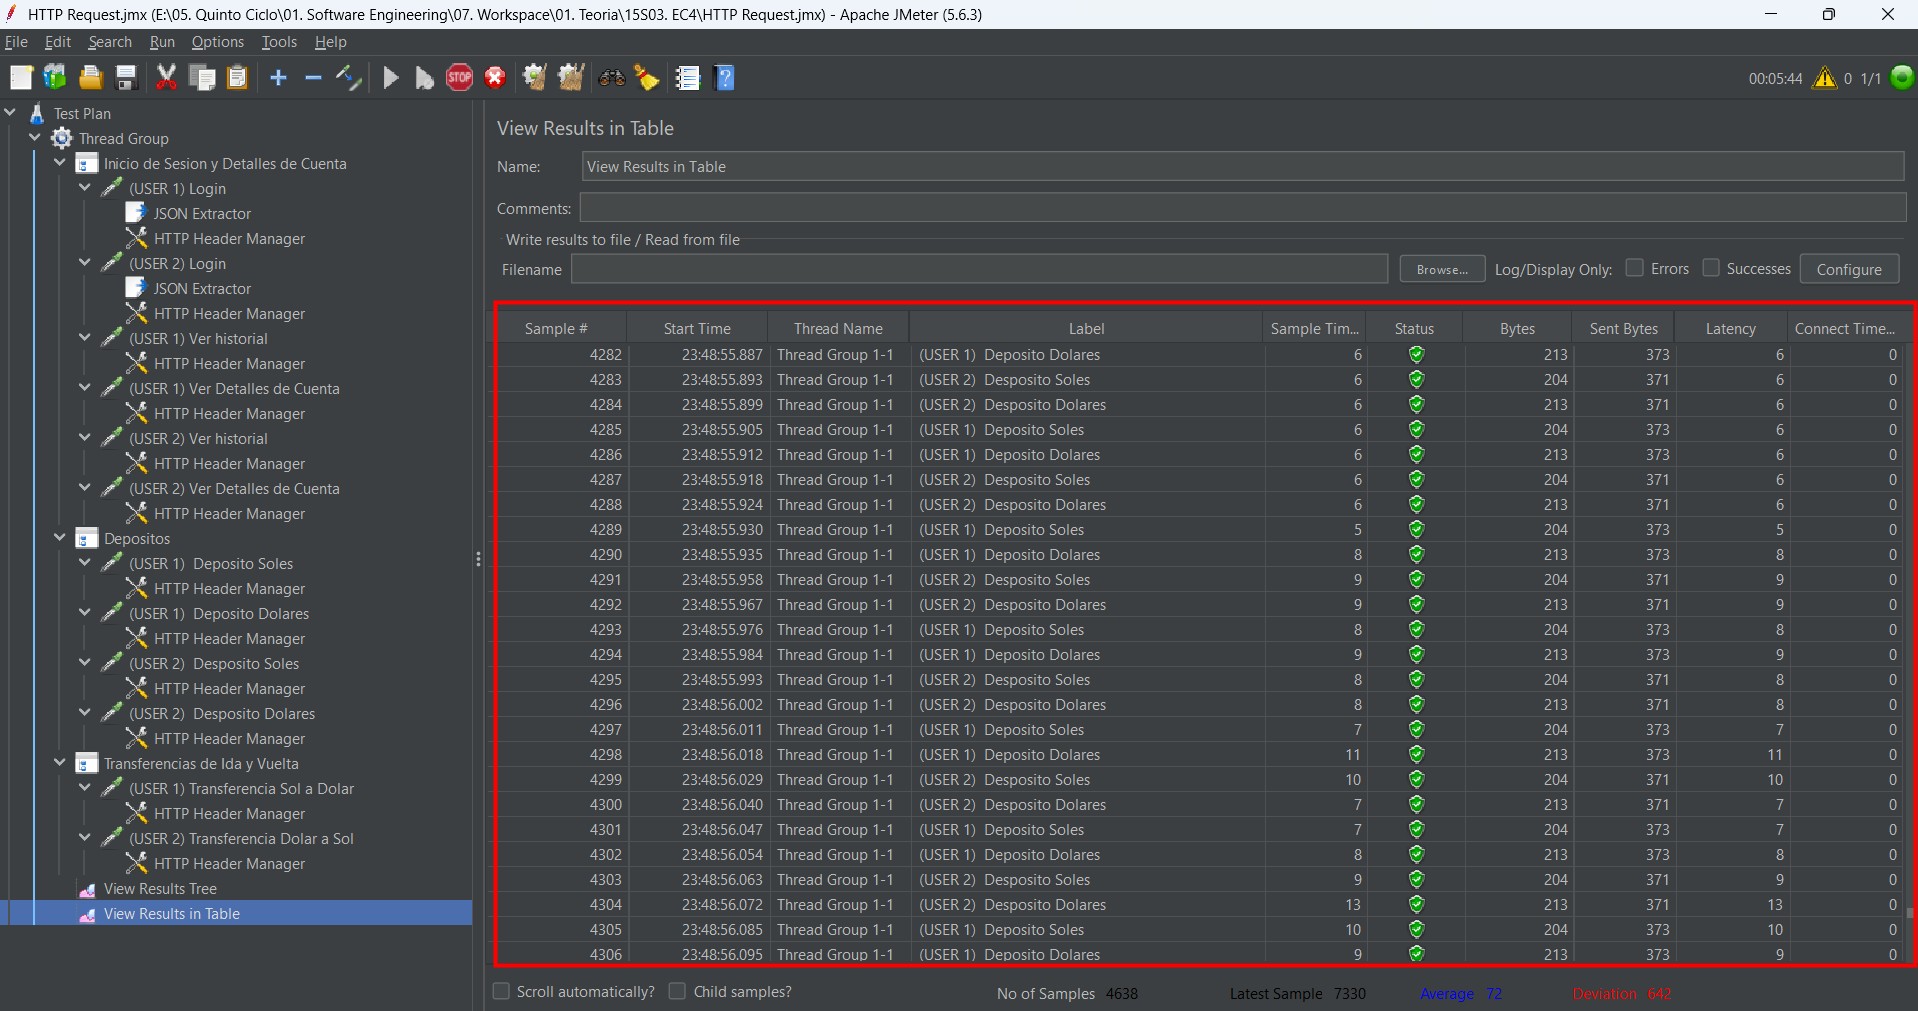 HTTP Request.jmx (E:\05. Quinto Ciclo\01. Software Engineering\07. Workspace\01. Teoria\15S03. EC4\HTTP Request.jmx) - Apache JMeter (5.6.3)
File Edit Search Run Options Tools Help
STOP
00:05:44 0 1/1
Test Plan
Thread Group
Inicio de Sesion y Detalles de Cuenta
(USER 1) Login
JSON Extractor
HTTP Header Manager
(USER 2) Login
JSON Extractor
HTTP Header Manager
(USER 1) Ver historial
HTTP Header Manager
(USER 1) Ver Detalles de Cuenta
HTTP Header Manager
(USER 2) Ver historial
HTTP Header Manager
(USER 2) Ver Detalles de Cuenta
HTTP Header Manager
Depositos
(USER 1) Deposito Soles
HTTP Header Manager
(USER 1) Deposito Dolares
HTTP Header Manager
(USER 2) Desposito Soles
HTTP Header Manager
(USER 2) Desposito Dolares
HTTP Header Manager
Transferencias de Ida y Vuelta
(USER 1) Transferencia Sol a Dolar
HTTP Header Manager
(USER 2) Transferencia Dolar a Sol
HTTP Header Manager
View Results Tree
View Results in Table
View Results in Table
Name: View Results in Table
Comments:
Write results to file / Read from file
Filename Browse... Log/Display Only: Errors Successes Configure
Sample # Start Time Thread Name Label Sample Tim... Status Bytes Sent Bytes Latency Connect Time...
4282 23:48:55.887 Thread Group 1-1 (USER 1) Deposito Dolares 6 213 373 6 0
4283 23:48:55.893 Thread Group 1-1 (USER 2) Desposito Soles 6 204 371 6 0
4284 23:48:55.899 Thread Group 1-1 (USER 2) Desposito Dolares 6 213 371 6 0
4285 23:48:55.905 Thread Group 1-1 (USER 1) Deposito Soles 6 204 373 6 0
4286 23:48:55.912 Thread Group 1-1 (USER 1) Deposito Dolares 6 213 373 6 0
4287 23:48:55.918 Thread Group 1-1 (USER 2) Desposito Soles 6 204 371 6 0
4288 23:48:55.924 Thread Group 1-1 (USER 2) Desposito Dolares 6 213 371 6 0
4289 23:48:55.930 Thread Group 1-1 (USER 1) Deposito Soles 5 204 373 5 0
4290 23:48:55.935 Thread Group 1-1 (USER 1) Deposito Dolares 8 213 373 8 0
4291 23:48:55.958 Thread Group 1-1 (USER 2) Desposito Soles 9 204 371 9 0
4292 23:48:55.967 Thread Group 1-1 (USER 2) Desposito Dolares 9 213 371 9 0
4293 23:48:55.976 Thread Group 1-1 (USER 1) Deposito Soles 8 204 373 8 0
4294 23:48:55.984 Thread Group 1-1 (USER 1) Deposito Dolares 9 213 373 9 0
4295 23:48:55.993 Thread Group 1-1 (USER 2) Desposito Soles 8 204 371 8 0
4296 23:48:56.002 Thread Group 1-1 (USER 2) Desposito Dolares 8 213 371 8 0
4297 23:48:56.011 Thread Group 1-1 (USER 1) Deposito Soles 7 204 373 7 0
4298 23:48:56.018 Thread Group 1-1 (USER 1) Deposito Dolares 11 213 373 11 0
4299 23:48:56.029 Thread Group 1-1 (USER 2) Desposito Soles 10 204 371 10 0
4300 23:48:56.040 Thread Group 1-1 (USER 2) Desposito Dolares 7 213 371 7 0
4301 23:48:56.047 Thread Group 1-1 (USER 1) Deposito Soles 7 204 373 7 0
4302 23:48:56.054 Thread Group 1-1 (USER 1) Deposito Dolares 8 213 373 8 0
4303 23:48:56.063 Thread Group 1-1 (USER 2) Desposito Soles 9 204 371 9 0
4304 23:48:56.072 Thread Group 1-1 (USER 2) Desposito Dolares 13 213 371 13 0
4305 23:48:56.085 Thread Group 1-1 (USER 1) Deposito Soles 10 204 373 10 0
4306 23:48:56.095 Thread Group 1-1 (USER 1) Deposito Dolares 9 213 373 9 0
Scroll automatically? Child samples? No of Samples 4638 Latest Sample 7330 Average 72 Deviation 642